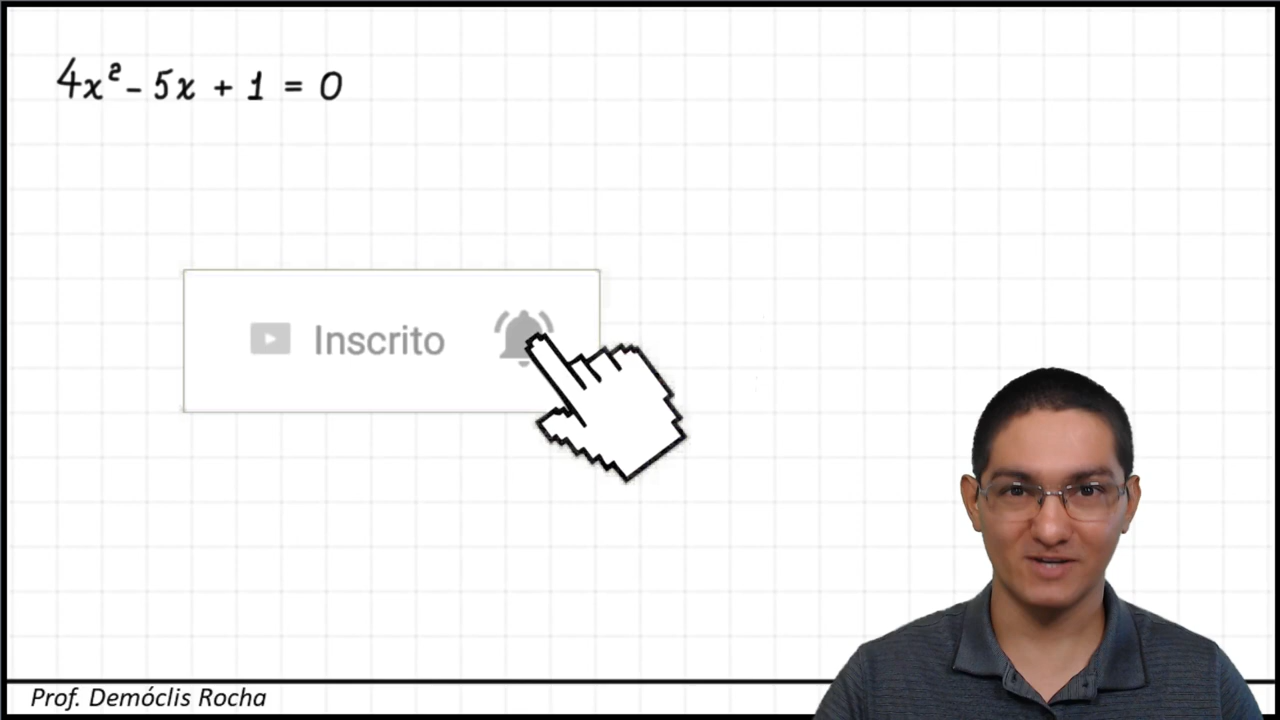 4x² - 5x + 1 = 0
Inscrito
Prof. Demóclis Rocha